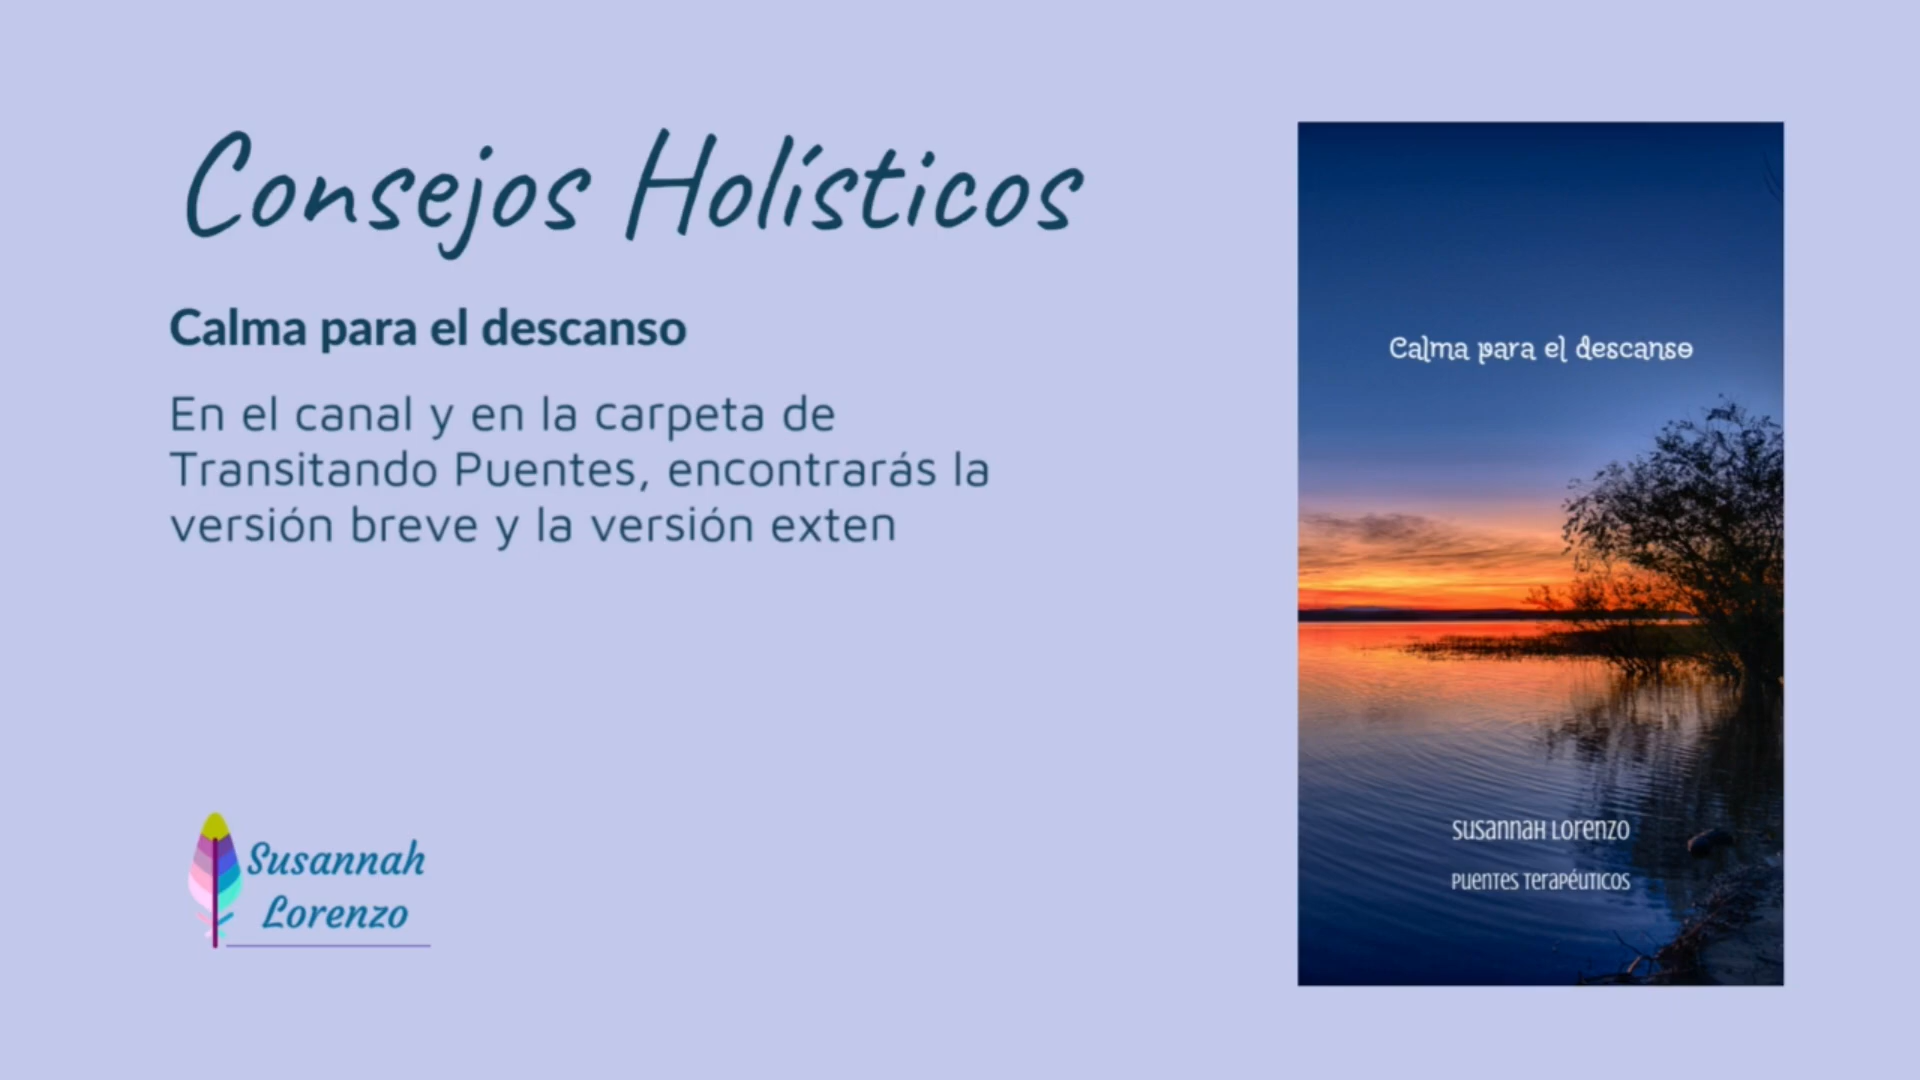 Consejos Holísticos
Calma para el descanso
En el canal y en la carpeta de
Transitando Puentes, encontrarás la
versión breve y la versión exten
Susannah
Lorenzo
Calma para el descanso
Susannah Lorenzo
Puentes Terapéuticos